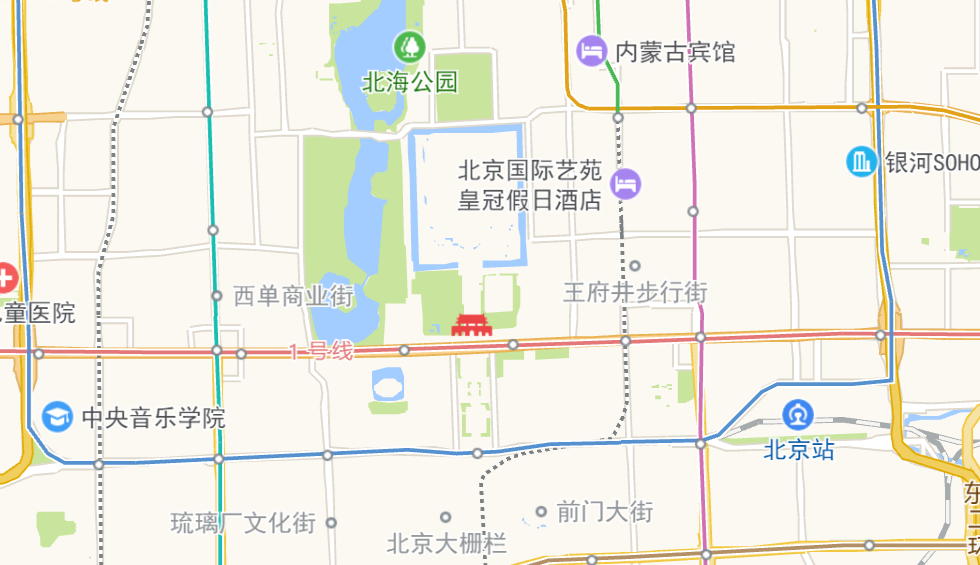 内蒙古宾馆
北海公园
北京国际艺苑
皇冠假日酒店
银河SOHO
王府井步行街
西单商业街
童医院
1号线
中央音乐学院
北京站
琉璃厂文化街
前门大街
北京大栅栏
东二环